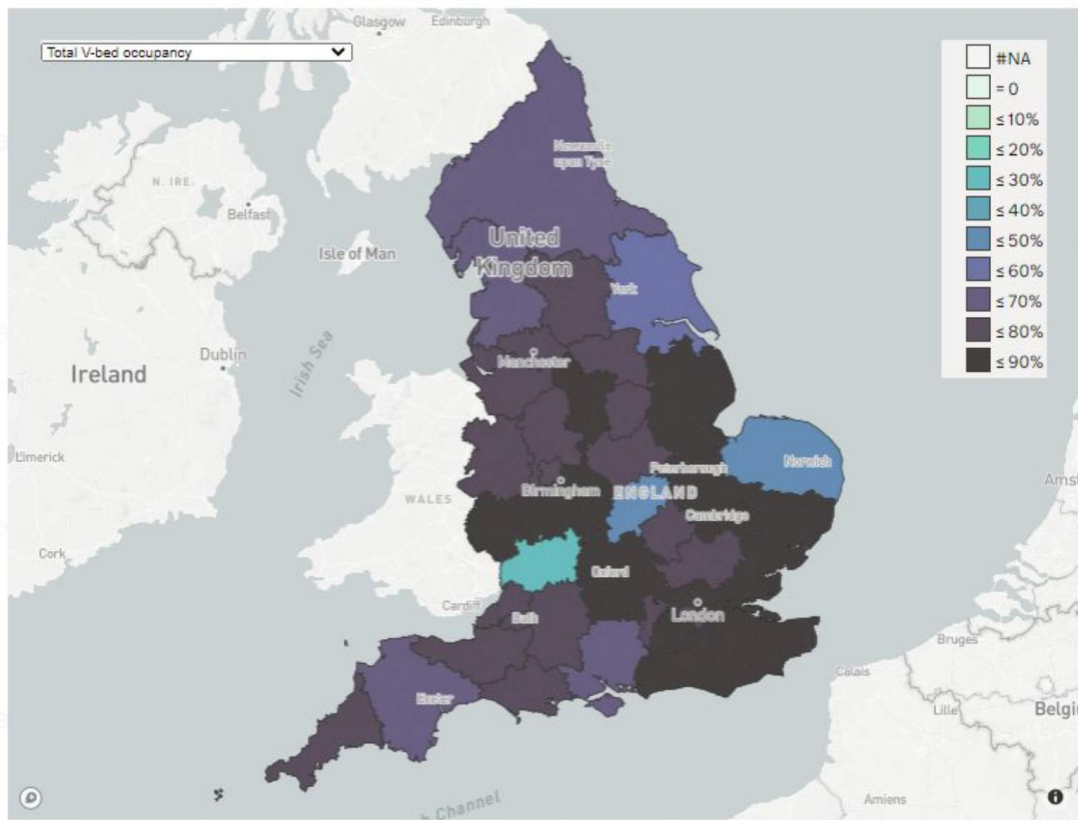 Total V-bed occupancy
Glasgow
Edinburgh
#NA
= 0
≤ 10%
≤ 20%
≤ 30%
≤ 40%
≤ 50%
≤ 60%
≤ 70%
≤ 80%
≤ 90%
Newcastle
upon Tyne
N. IRE.
Belfast
Isle of Man
United
Kingdom
York
Irish Sea
Dublin
Manchester
Ireland
Limerick
Peterborough
Norwich
Birmingham
ENGLAND
WALES
Cambridge
Amst
Cork
Oxford
Cardiff
Bath
London
Bruges
Calais
Exeter
Lille
Belgi
h Channel
Amiens